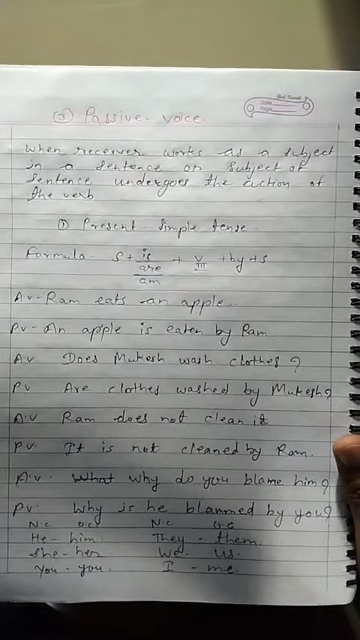 ③ Passive - voice.
when receiver works as a subject
in a sentence or subject of
sentence undergoes the action of
the verb
① Present - simple tense.
Formula - S + is/are/am + V III + by + s
A.V - Ram eats an apple.
P.V - An apple is eaten by Ram
A.V Does Mukesh wash clothes?
P.V Are clothes washed by Mukesh?
A.V Ram does not clean it
P.V. It is not cleaned by Ram.
A.V. What why do you blame him?
P.V. Why is he blammed by you?
N.C O.C N.C O.C
He - him. They - them.
She - her We - us.
You - you. I - me